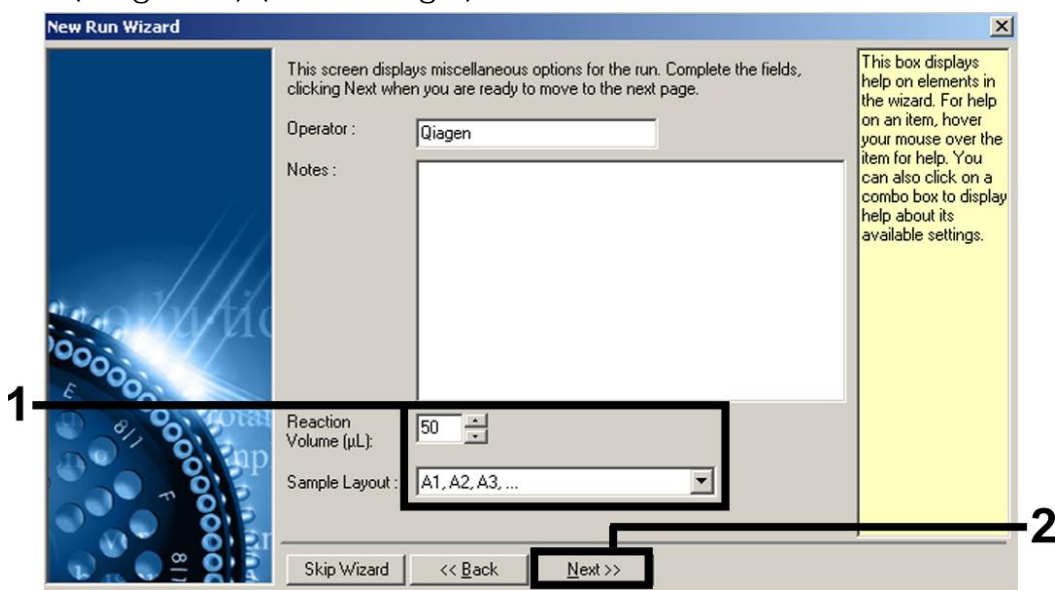 New Run Wizard
This screen displays miscellaneous options for the run. Complete the fields,
clicking Next when you are ready to move to the next page.
Operator :
Qiagen
Notes :
Reaction
Volume (µL):
50
Sample Layout :
A1, A2, A3, ...
Skip Wizard
<< Back
Next >>
This box displays
help on elements in
the wizard. For help
on an item, hover
your mouse over the
item for help. You
can also click on a
combo box to display
help about its
available settings.
1
2
E
8/1
F
8/1